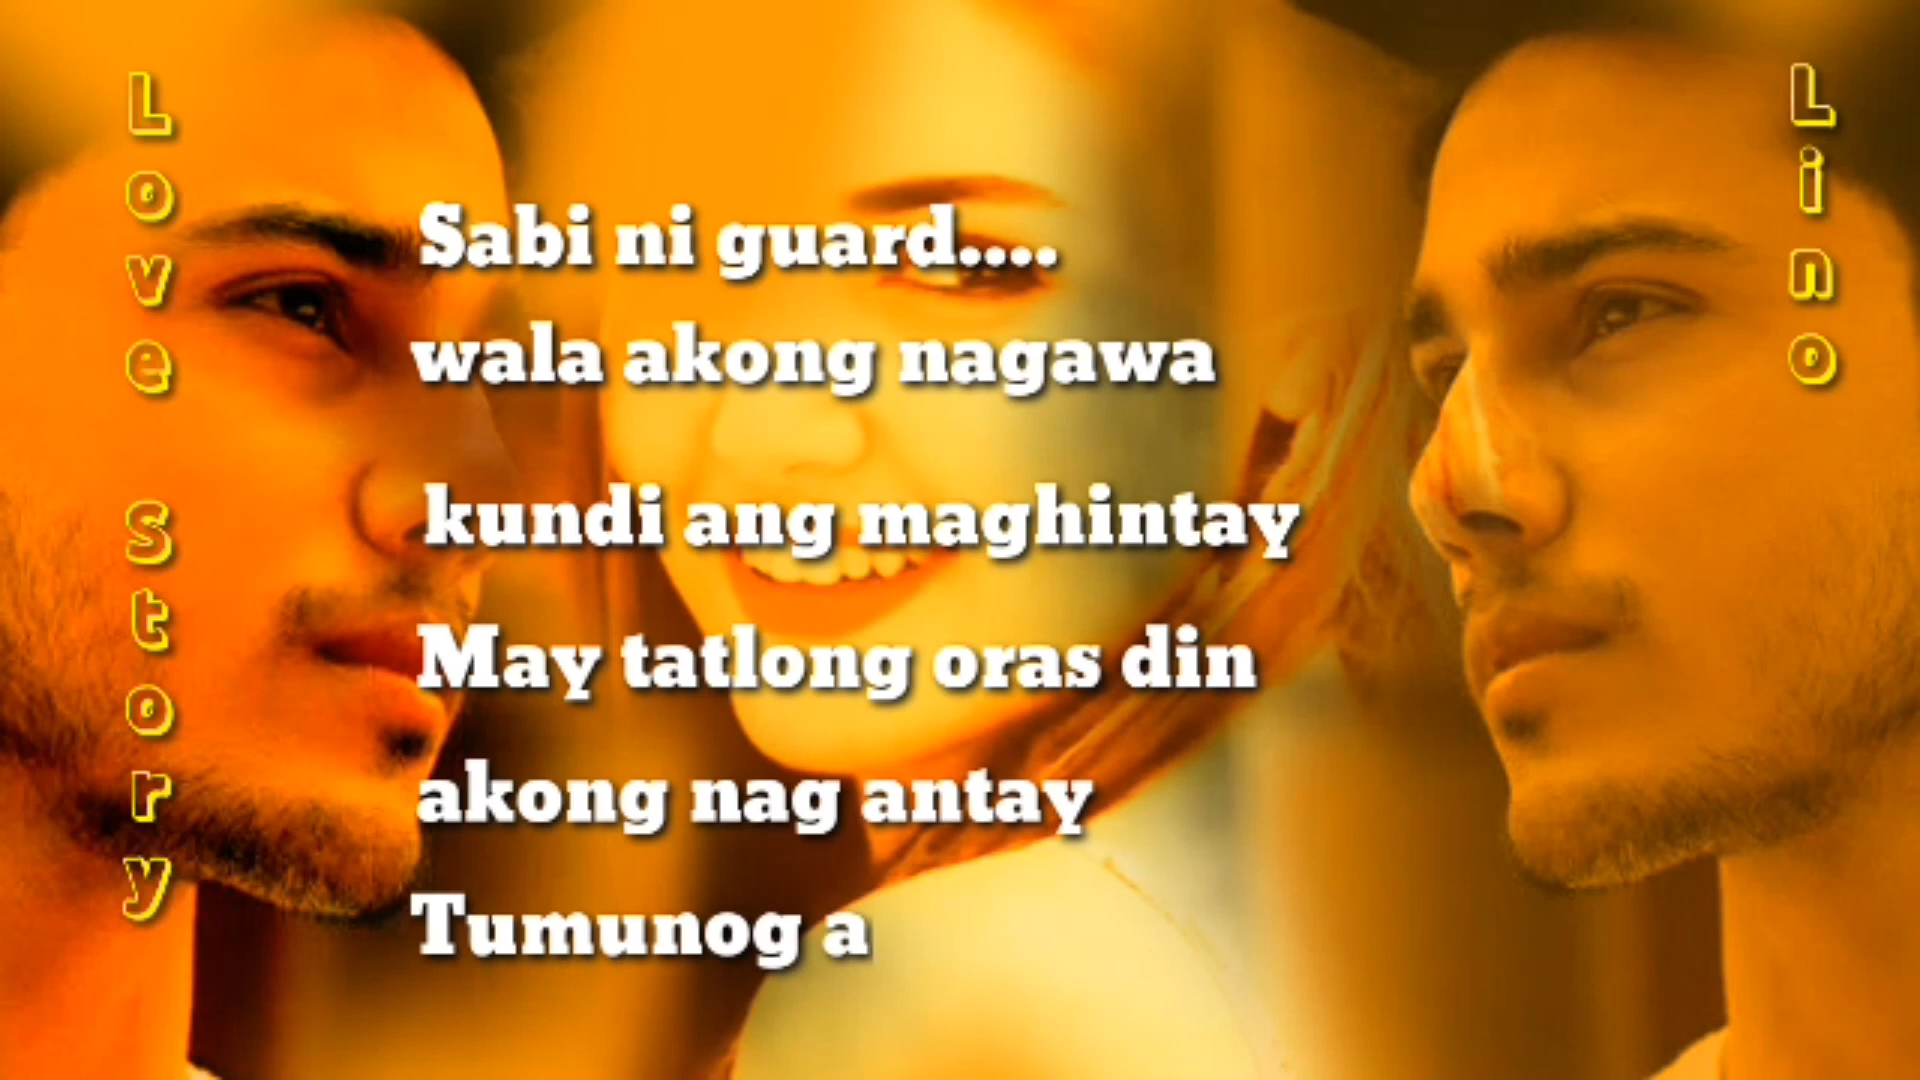 Love Story
Sabi ni guard....
wala akong nagawa
kundi ang maghintay
May tatlong oras din
akong nag antay
Tumunog a
Lino